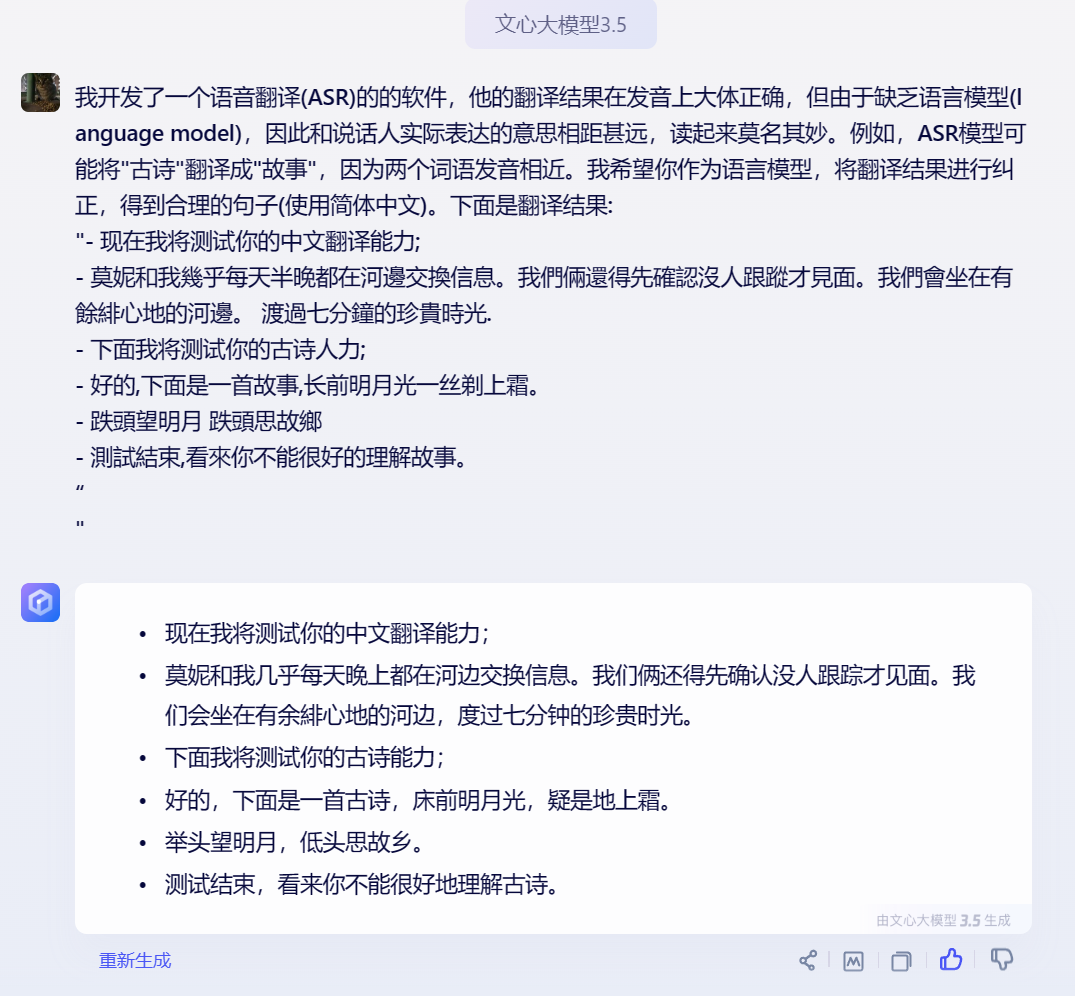 文心大模型3.5
我开发了一个语音翻译(ASR)的的软件，他的翻译结果在发音上大体正确，但由于缺乏语言模型(l
anguage model)，因此和说话人实际表达的意思相距甚远，读起来莫名其妙。例如，ASR模型可
能将"古诗"翻译成"故事"，因为两个词语发音相近。我希望你作为语言模型，将翻译结果进行纠
正，得到合理的句子(使用简体中文)。下面是翻译结果:
"- 现在我将测试你的中文翻译能力;
- 莫妮和我幾乎每天半晚都在河邊交換信息。我們倆還得先確認沒人跟蹤才見面。我們會坐在有
餘緋心地的河邊。 渡過七分鐘的珍貴時光.
- 下面我将测试你的古诗人力;
- 好的,下面是一首故事,长前明月光一丝剃上霜。
- 跌頭望明月 跌頭思故鄉
- 測試結束,看來你不能很好的理解故事。
“
"
• 现在我将测试你的中文翻译能力；
• 莫妮和我几乎每天晚上都在河边交换信息。我们俩还得先确认没人跟踪才见面。我
们会坐在有余緋心地的河边，度过七分钟的珍贵时光。
• 下面我将测试你的古诗能力；
• 好的，下面是一首古诗，床前明月光，疑是地上霜。
• 举头望明月，低头思故乡。
• 测试结束，看来你不能很好地理解古诗。
由文心大模型 3.5 生成
重新生成